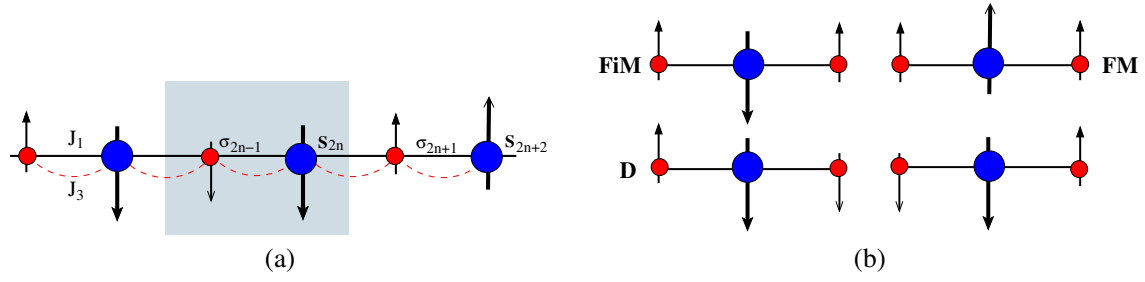 J₁ σ₂ₙ₋₁ S₂ₙ σ₂ₙ₊₁ S₂ₙ₊₂
J₃
(a)
FiM FM
D
(b)